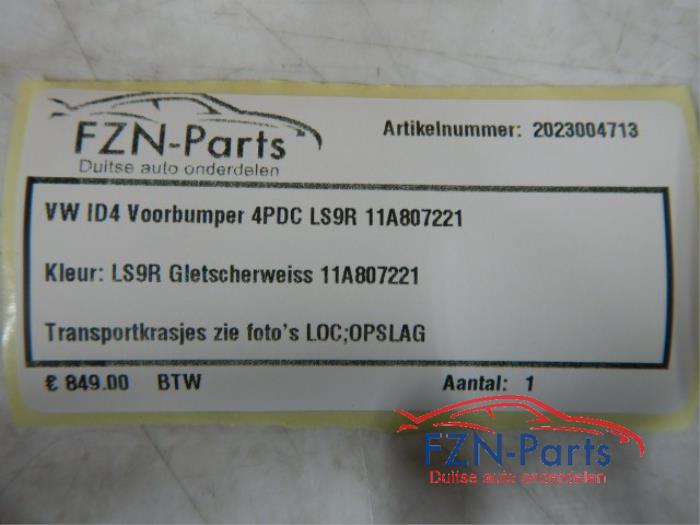 FZN-Parts
Duitse auto onderdelen
Artikelnummer: 2023004713
VW ID4 Voorbumper 4PDC LS9R 11A807221
Kleur: LS9R Gletscherweiss 11A807221
Transportkrasjes zie foto's LOC;OPSLAG
€ 849.00 BTW Aantal: 1
FZN-Parts
Duitse auto onderdelen